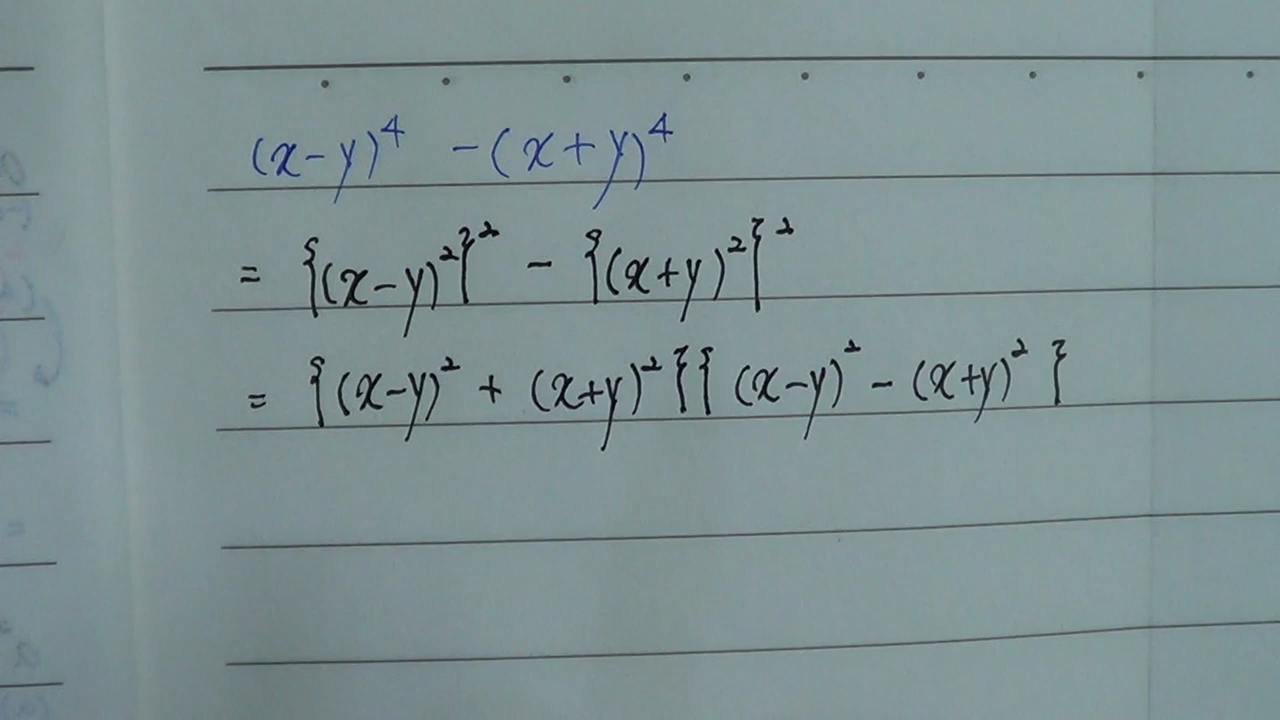 (x-y)⁴ -(x+y)⁴
= {(x-y)²}² - {(x+y)²}²
= {(x-y)² + (x+y)²}{(x-y)² - (x+y)²}